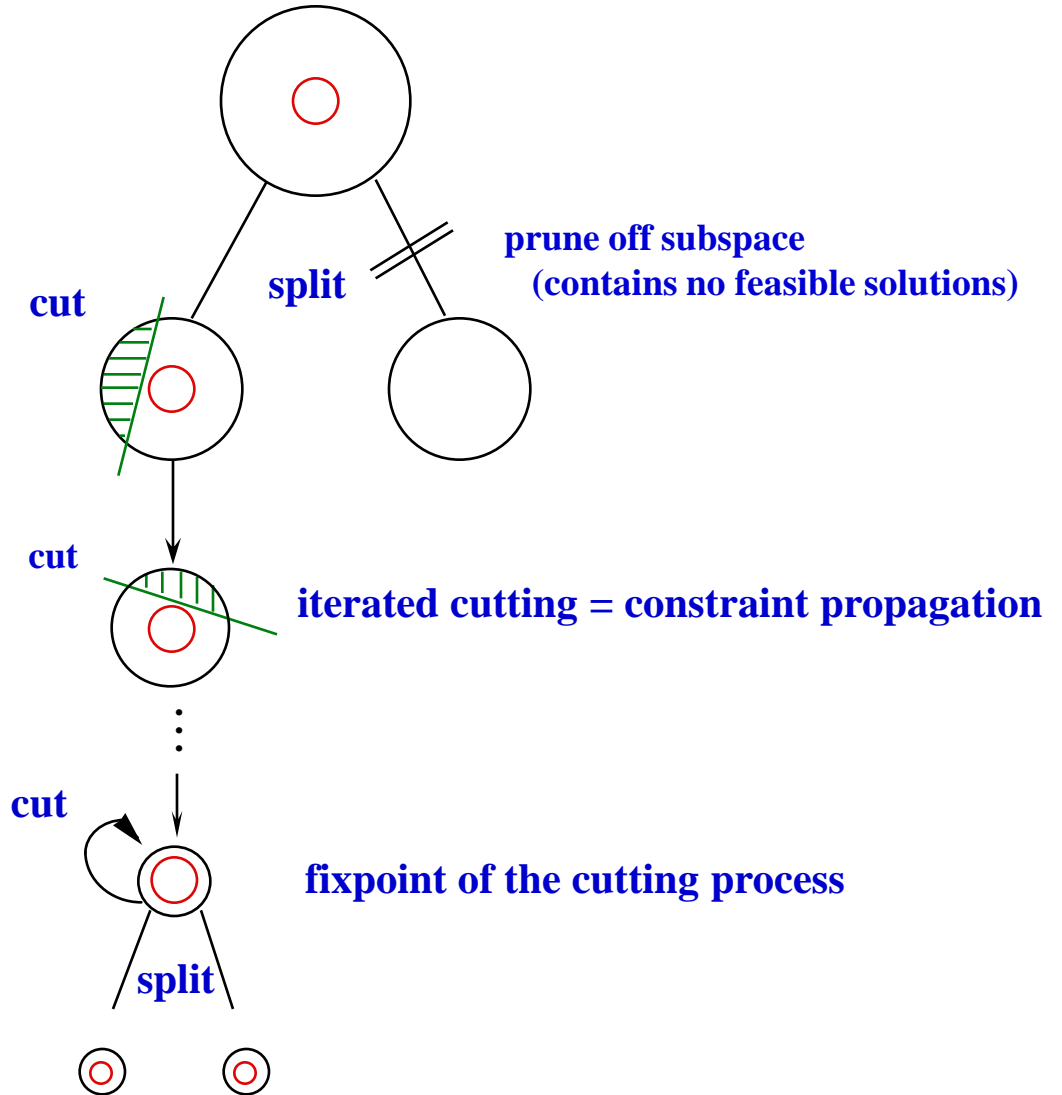 prune off subspace
(contains no feasible solutions)
split
cut
cut
iterated cutting = constraint propagation
cut
fixpoint of the cutting process
split